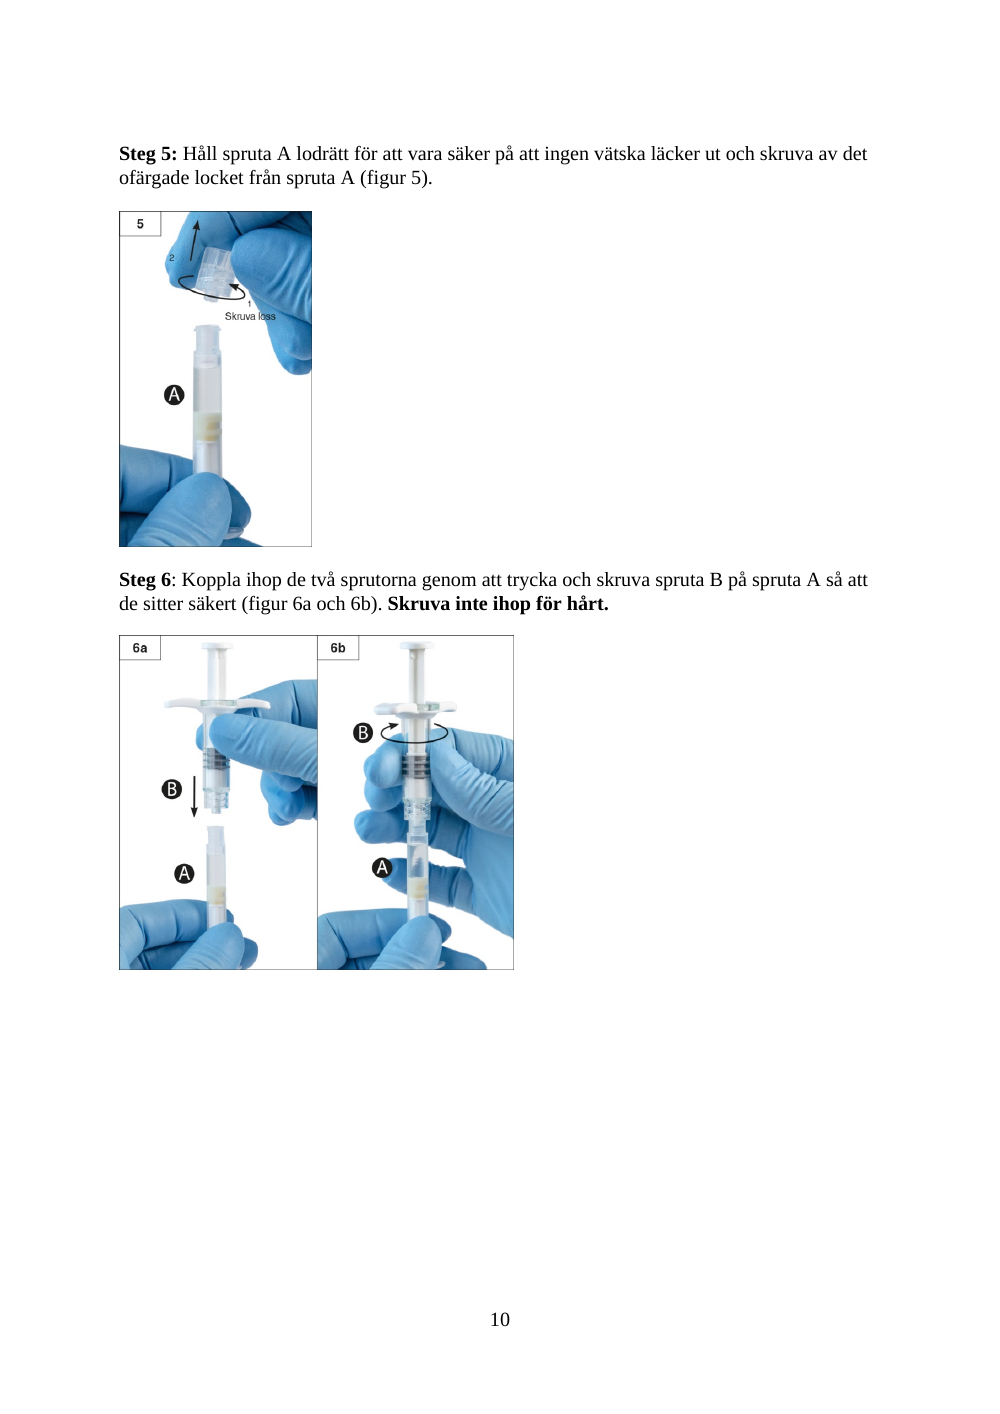 Steg 5: Håll spruta A lodrätt för att vara säker på att ingen vätska läcker ut och skruva av det
ofärgade locket från spruta A (figur 5).
5
2
1
Skruva loss
A
Steg 6: Koppla ihop de två sprutorna genom att trycka och skruva spruta B på spruta A så att
de sitter säkert (figur 6a och 6b). Skruva inte ihop för hårt.
6a
B
A
6b
B
A
10